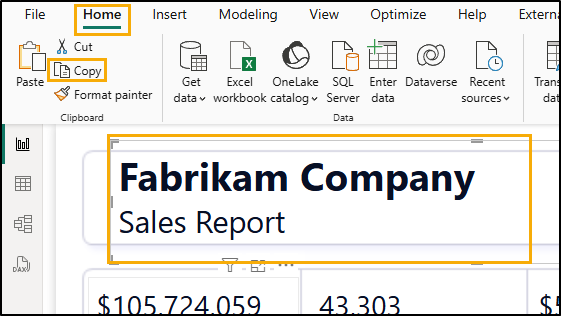 File Home Insert Modeling Optimize Help Externa
Paste
Cut
Copy
Format painter
Clipboard
Get data
Excel workbook
OneLake catalog
SQL Server
Enter data
Dataverse
Recent sources
Trans
dat
Data
DAX
Fabrikam Company
Sales Report
$105,724,059 43,303 $5